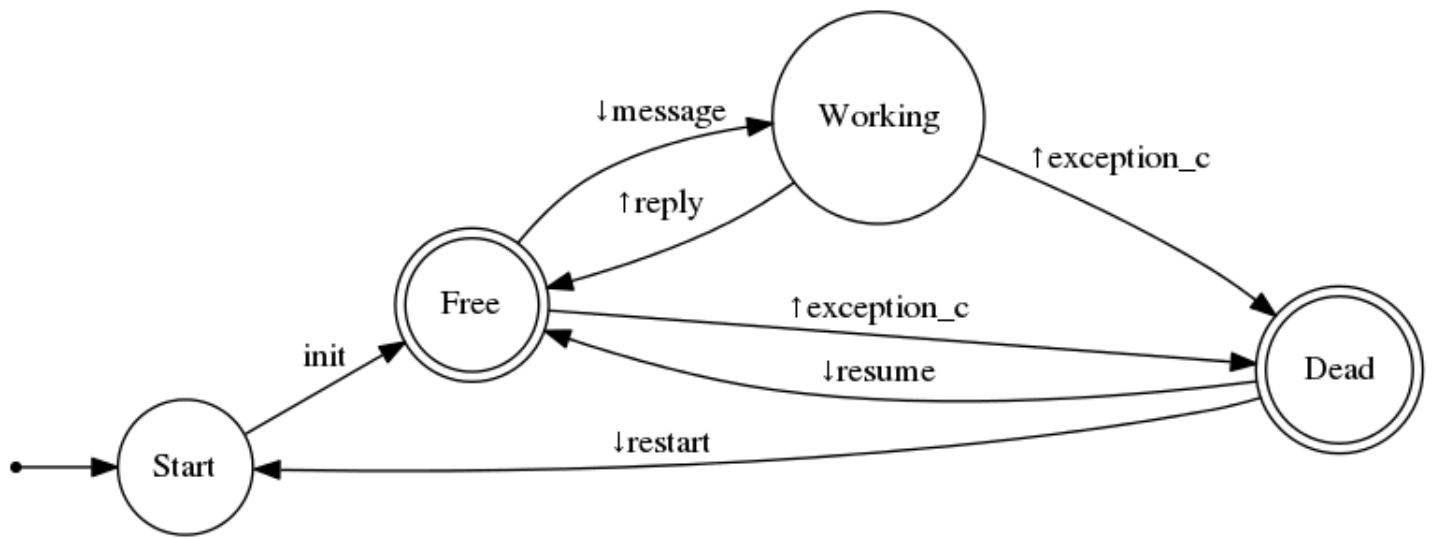 Working
↓message
↑exception_c
↑reply
Free
↑exception_c
init
↓resume
Dead
↓restart
Start